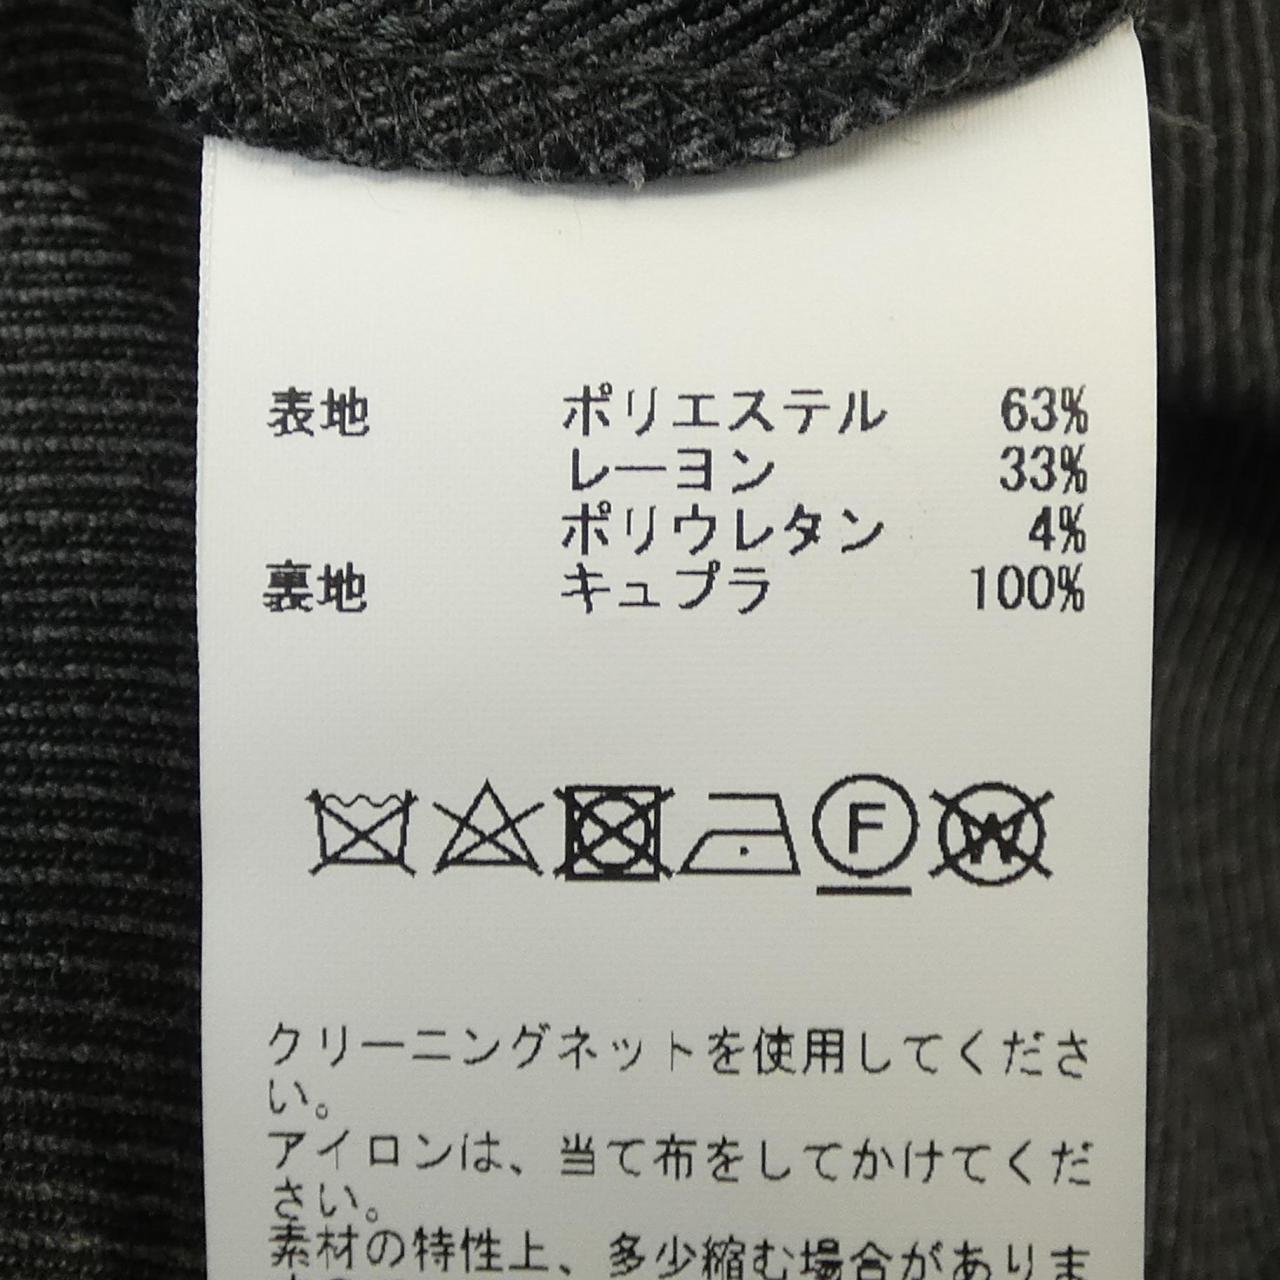 表地 ポリエステル 63%
レーヨン 33%
ポリウレタン 4%
裏地 キュプラ 100%
F W
クリーニングネットを使用してくださ
い。
アイロンは、当て布をしてかけてくだ
さい。
素材の特性上、多少縮む場合がありま